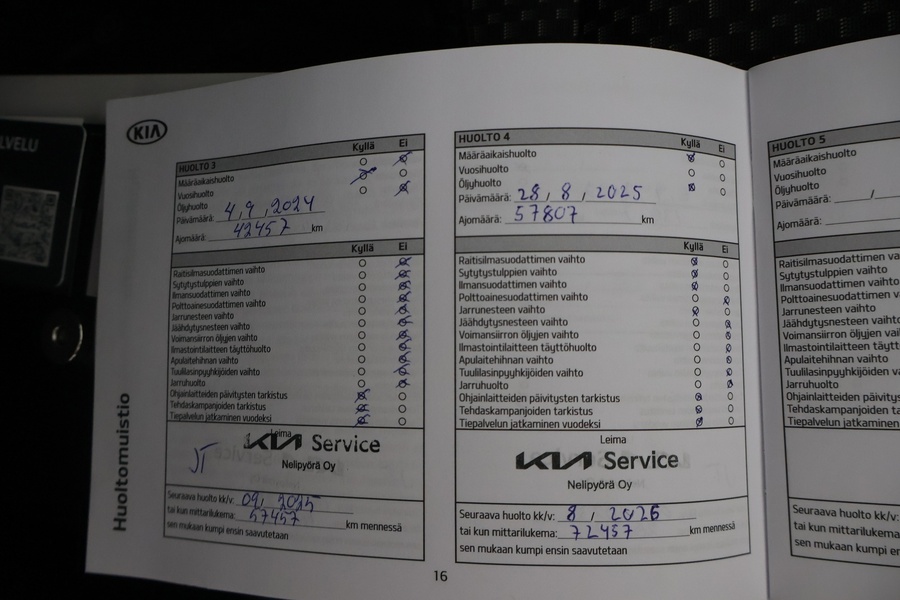 LVELU
KIA
Huoltomuistio
HUOLTO 3 Kyllä Ei
Määräaikaishuolto
Vuosihuolto
Öljyhuolto
Päivämäärä: 4, 9, 2024
Ajomäärä: 42457 km
Kyllä Ei
Raitisilmasuodattimen vaihto
Sytytystulppien vaihto
Ilmansuodattimen vaihto
Polttoainesuodattimen vaihto
Jarrunesteen vaihto
Jäähdytysnesteen vaihto
Voimansiirron öljyjen vaihto
Ilmastointilaitteen täyttöhuolto
Apulaitehihnan vaihto
Tuulilasinpyyhkijöiden vaihto
Jarruhuolto
Ohjainlaitteiden päivitysten tarkistus
Tehdaskampanjoiden tarkistus
Tiepalvelun jatkaminen vuodeksi
Leima
KIA Service
JT
Nelipyörä Oy
Seuraava huolto kk/v: 09, 2025
tai kun mittarilukema: 57457 km mennessä
sen mukaan kumpi ensin saavutetaan
HUOLTO 4 Kyllä Ei
Määräaikaishuolto
Vuosihuolto
Öljyhuolto
Päivämäärä: 28, 8, 2025
Ajomäärä: 57807 km
Kyllä Ei
Raitisilmasuodattimen vaihto
Sytytystulppien vaihto
Ilmansuodattimen vaihto
Polttoainesuodattimen vaihto
Jarrunesteen vaihto
Jäähdytysnesteen vaihto
Voimansiirron öljyjen vaihto
Ilmastointilaitteen täyttöhuolto
Apulaitehihnan vaihto
Tuulilasinpyyhkijöiden vaihto
Jarruhuolto
Ohjainlaitteiden päivitysten tarkistus
Tehdaskampanjoiden tarkistus
Tiepalvelun jatkaminen vuodeksi
Leima
KIA Service
Nelipyörä Oy
Seuraava huolto kk/v: 8, 2026
tai kun mittarilukema: 72457 km mennessä
sen mukaan kumpi ensin saavutetaan
16
HUOLTO 5
Määräaikaishuolto
Vuosihuolto
Öljyhuolto
Päivämäärä: /
Ajomäärä:
Raitisilmasuodattimen va
Sytytystulppien vaihto
Ilmansuodattimen vaihto
Polttoainesuodattimen v
Jarrunesteen vaihto
Jäähdytysnesteen vaihto
Voimansiirron öljyjen vai
Ilmastointilaitteen täytt
Apulaitehihnan vaihto
Tuulilasinpyyhkijöiden v
Jarruhuolto
Ohjainlaitteiden päivitys
Tehdaskampanjoiden ta
Tiepalvelun jatkaminen
Seuraava huolto kk/v:
tai kun mittarilukema:
sen mukaan kumpi en